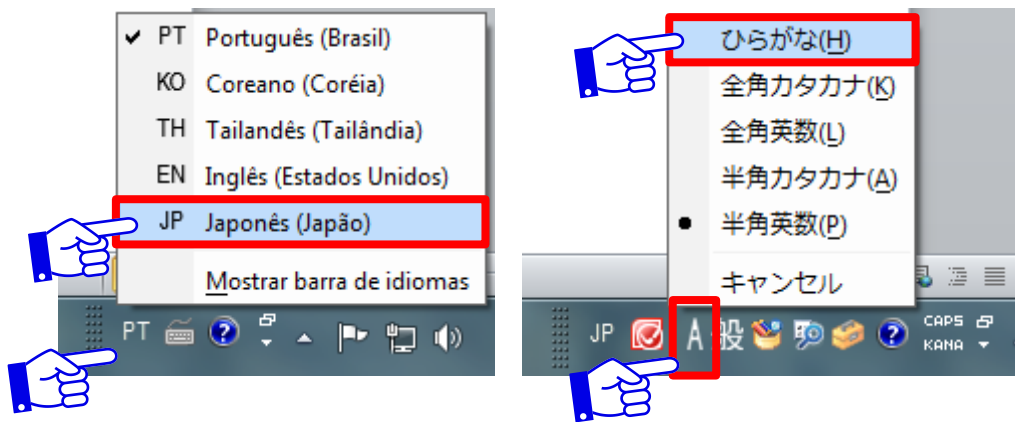 ✔ PT Português (Brasil)
KO Coreano (Coréia)
TH Tailandês (Tailândia)
EN Inglês (Estados Unidos)
JP Japonês (Japão)
Mostrar barra de idiomas
PT
ひらがな(H)
全角カタカナ(K)
全角英数(L)
半角カタカナ(A)
● 半角英数(P)
キャンセル
JP A 般 CAPS
KANA